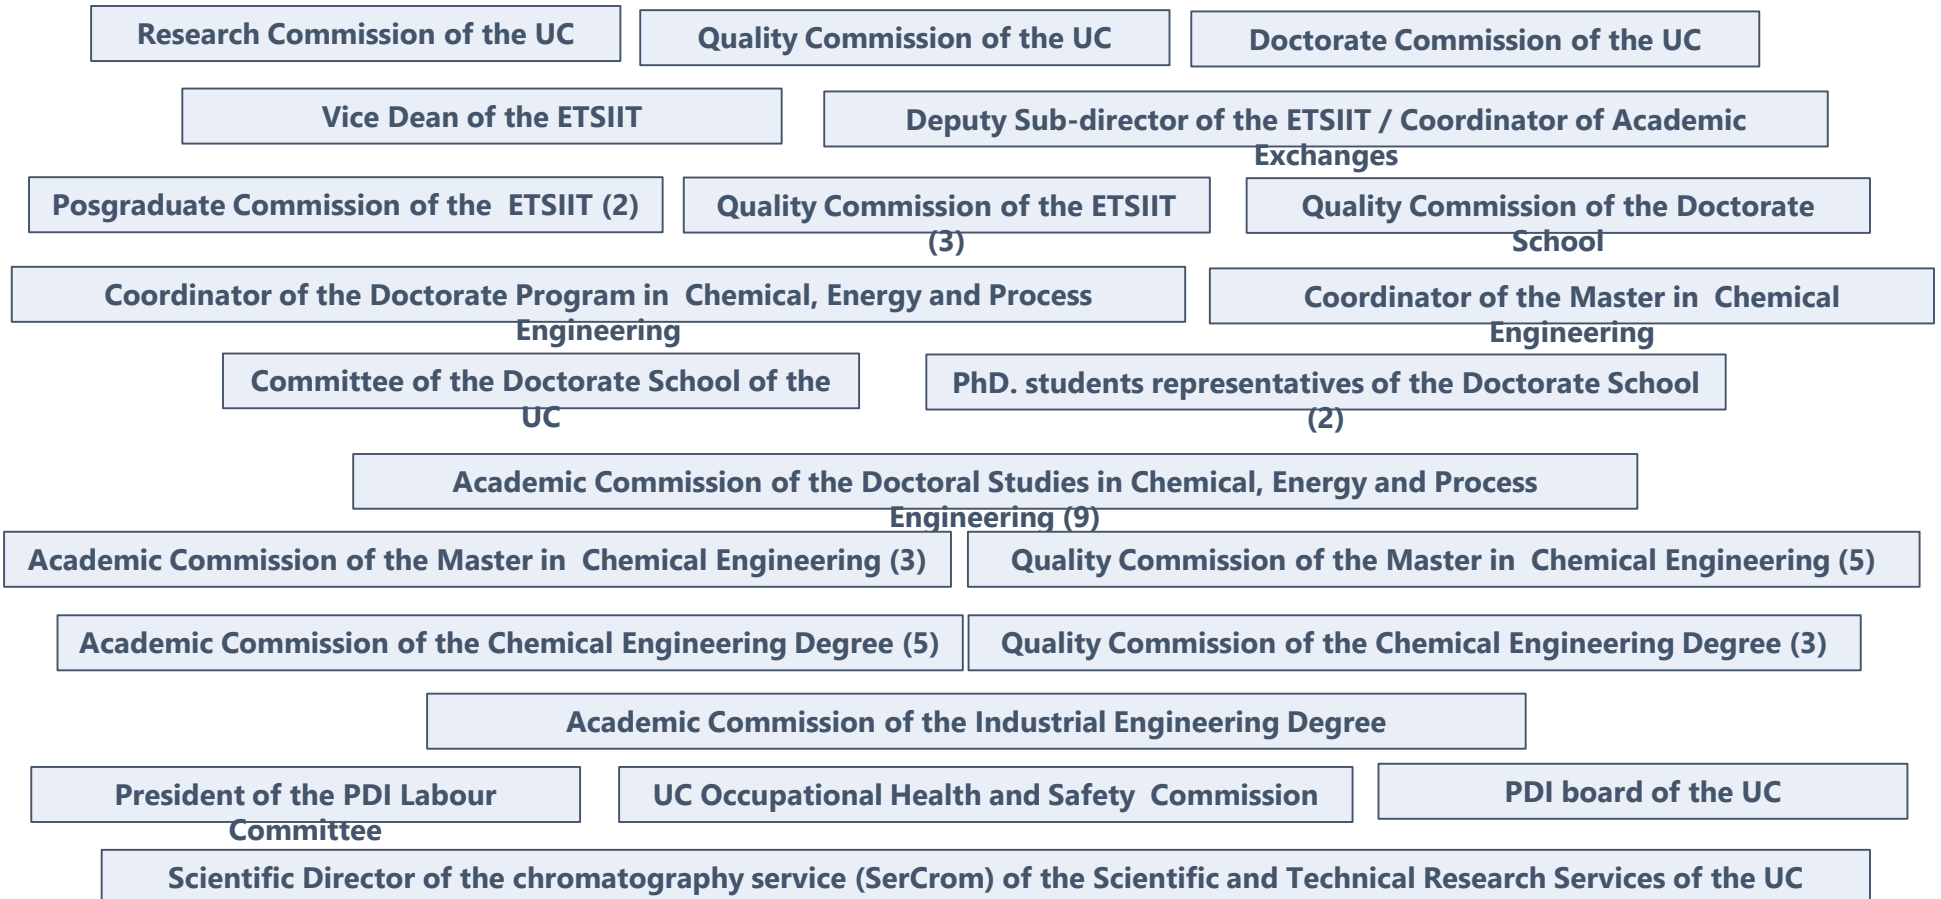 Research Commission of the UC
Quality Commission of the UC
Doctorate Commission of the UC
Vice Dean of the ETSIIT
Deputy Sub-director of the ETSIIT / Coordinator of Academic
Exchanges
Posgraduate Commission of the ETSIIT (2)
Quality Commission of the ETSIIT
(3)
Quality Commission of the Doctorate
School
Coordinator of the Doctorate Program in Chemical, Energy and Process
Engineering
Coordinator of the Master in Chemical
Engineering
Committee of the Doctorate School of the
UC
PhD. students representatives of the Doctorate School
(2)
Academic Commission of the Doctoral Studies in Chemical, Energy and Process
Engineering (9)
Academic Commission of the Master in Chemical Engineering (3)
Quality Commission of the Master in Chemical Engineering (5)
Academic Commission of the Chemical Engineering Degree (5)
Quality Commission of the Chemical Engineering Degree (3)
Academic Commission of the Industrial Engineering Degree
President of the PDI Labour
Committee
UC Occupational Health and Safety Commission
PDI board of the UC
Scientific Director of the chromatography service (SerCrom) of the Scientific and Technical Research Services of the UC